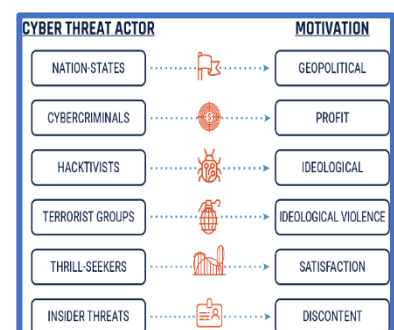 CYBER THREAT ACTOR MOTIVATION
NATION-STATES GEOPOLITICAL
CYBERCRIMINALS $ PROFIT
HACKTIVISTS IDEOLOGICAL
TERRORIST GROUPS IDEOLOGICAL VIOLENCE
THRILL-SEEKERS SATISFACTION
INSIDER THREATS DISCONTENT